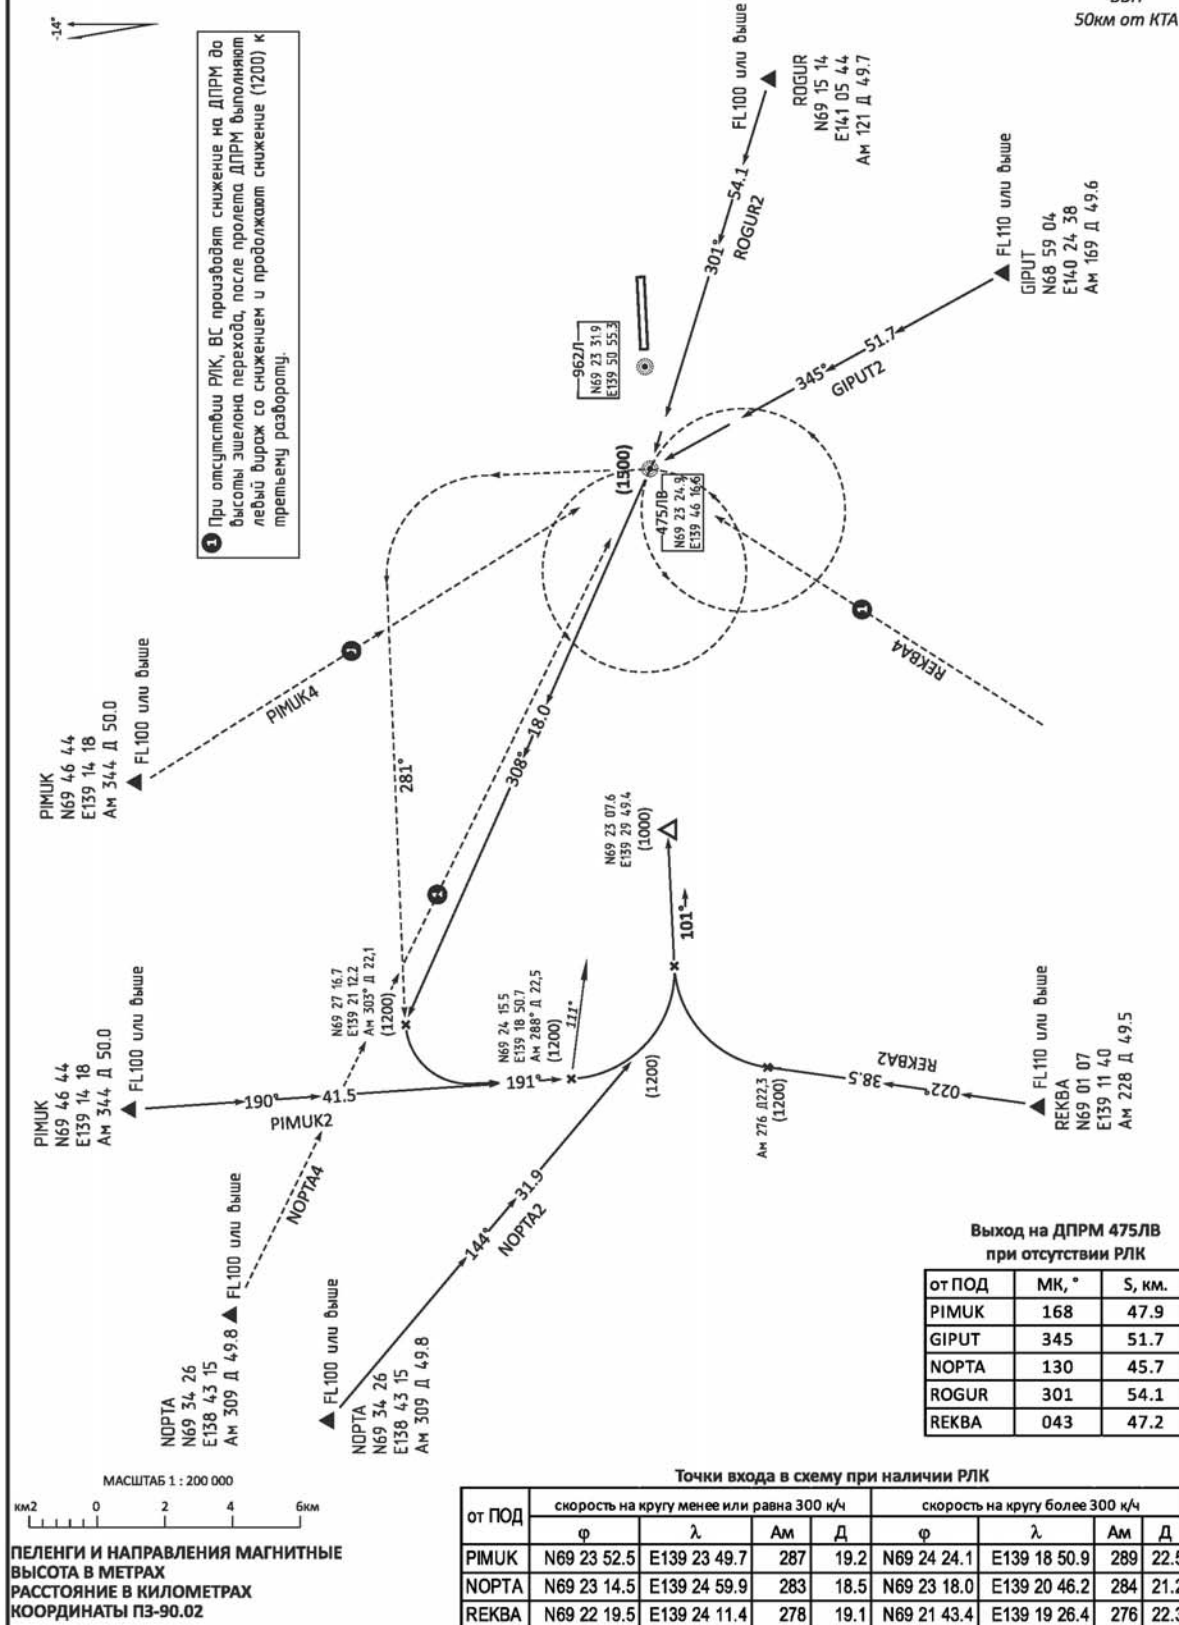 50км от КТА
-14°
1 При отсутствии РЛК, ВС производят снижение на ДПРМ до
высоты эшелона перехода, после пролета ДПРМ выполняют
левый вираж со снижением и продолжают снижение (1200) к
третьему развороту.
FL100 или выше
ROGUR
N69 15 14
E141 05 44
Ам 121 Д 49.7
54.1
301°
ROGUR2
FL110 или выше
GIPUT
N68 59 04
E140 24 38
Ам 169 Д 49.6
51.7
345°
GIPUT2
962Л
N69 23 31.9
E139 50 55.3
(1500)
475ЛВ
N69 23 24.9
E139 46 16.6
PIMUK
N69 46 44
E139 14 18
Ам 344 Д 50.0
FL100 или выше
1
PIMUK4
1
REKBA4
281°
308°
18.0
1
N69 23 07.6
E139 29 49.4
(1000)
101°
PIMUK
N69 46 44
E139 14 18
Ам 344 Д 50.0
FL100 или выше
190°
41.5
PIMUK2
N69 27 16.7
E139 21 12.2
Ам 303° Д 22,1
(1200)
N69 24 15.5
E139 18 50.7
Ам 288° Д 22,5
(1200)
111°
191°
(1200)
Ам 276 Д22,3
(1200)
REKBA2
38.5
022°
FL110 или выше
REKBA
N69 01 07
E139 11 40
Ам 228 Д 49.5
NOPTA4
NOPTA
N69 34 26
E138 43 15
Ам 309 Д 49.8
FL100 или выше
144°
31.9
NOPTA2
FL100 или выше
NOPTA
N69 34 26
E138 43 15
Ам 309 Д 49.8
Выход на ДПРМ 475ЛВ
при отсутствии РЛК
от ПОД МК, ° S, км.
PIMUK 168 47.9
GIPUT 345 51.7
NOPTA 130 45.7
ROGUR 301 54.1
REKBA 043 47.2
МАСШТАБ 1 : 200 000
км2 0 2 4 6км
ПЕЛЕНГИ И НАПРАВЛЕНИЯ МАГНИТНЫЕ
ВЫСОТА В МЕТРАХ
РАССТОЯНИЕ В КИЛОМЕТРАХ
КООРДИНАТЫ ПЗ-90.02
Точки входа в схему при наличии РЛК
от ПОД скорость на кругу менее или равна 300 к/ч скорость на кругу более 300 к/ч
φ λ Ам Д φ λ Ам Д
PIMUK N69 23 52.5 E139 23 49.7 287 19.2 N69 24 24.1 E139 18 50.9 289 22.5
NOPTA N69 23 14.5 E139 24 59.9 283 18.5 N69 23 18.0 E139 20 46.2 284 21.2
REKBA N69 22 19.5 E139 24 11.4 278 19.1 N69 21 43.4 E139 19 26.4 276 22.3